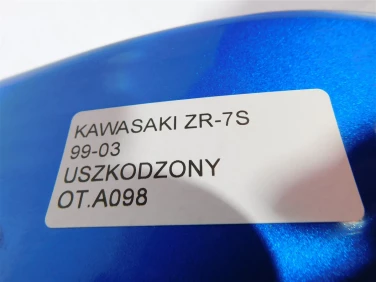 KAWASAKI ZR-7S
99-03
USZKODZONY
OT.A098